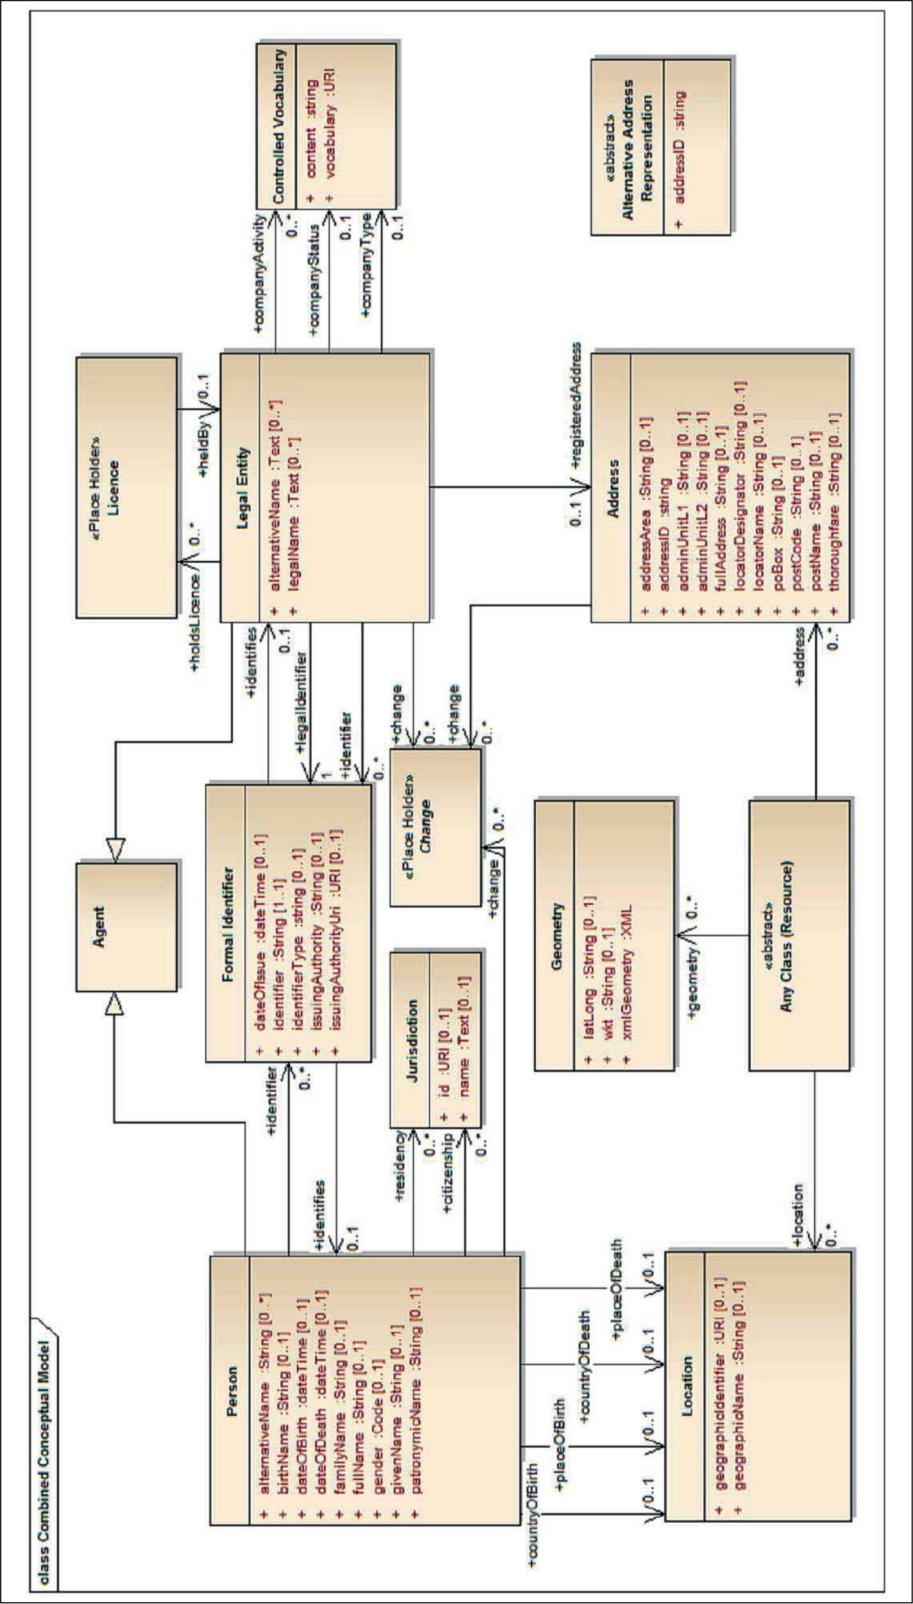 class Combined Conceptual Model
Person
+ alternativeName :String [0..*]
+ birthName :String [0..1]
+ dateOfBirth :dateTime [0..1]
+ dateOfDeath :dateTime [0..1]
+ familyName :String [0..1]
+ fullName :String [0..1]
+ gender :Code [0..1]
+ givenName :String [0..1]
+ patronymicName :String [0..1]
Agent
+identifier
0..*
+identifies
0..1
Formal Identifier
+ dateOfIssue :dateTime [0..1]
+ identifier :String [1..1]
+ identifierType :string [0..1]
+ issuingAuthority :String [0..1]
+ issuingAuthorityUri :URI [0..1]
+identifies
0..1
+legalIdentifier
1
+identifier
0..*
«Place Holder»
Licence
+holdsLicence
0..*
+heldBy
0..1
Legal Entity
+ alternativeName :Text [0..*]
+ legalName :Text [0..*]
+companyActivity
0..*
+companyStatus
0..1
+companyType
0..1
Controlled Vocabulary
+ content :string
+ vocabulary :URI
+residency
0..*
+citizenship
0..*
Jurisdiction
+ id :URI [0..1]
+ name :Text [0..1]
«Place Holder»
Change
+change
0..*
+change
0..*
+change
0..*
+countryOfBirth
0..1
+placeOfBirth
0..1
+countryOfDeath
0..1
+placeOfDeath
0..1
Location
+ geographicIdentifier :URI [0..1]
+ geographicName :String [0..1]
+location
0..*
Geometry
+ latLong :String [0..1]
+ wkt :String [0..1]
+ xmlGeometry :XML
+geometry
0..*
«abstract»
Any Class (Resource)
+address
0..*
+registeredAddress
0..1
Address
+ addressArea :String [0..1]
+ addressID :string
+ adminUnitL1 :String [0..1]
+ adminUnitL2 :String [0..1]
+ fullAddress :String [0..1]
+ locatorDesignator :String [0..1]
+ locatorName :String [0..1]
+ poBox :String [0..1]
+ postCode :String [0..1]
+ postName :String [0..1]
+ thoroughfare :String [0..1]
«abstract»
Alternative Address
Representation
+ addressID :string